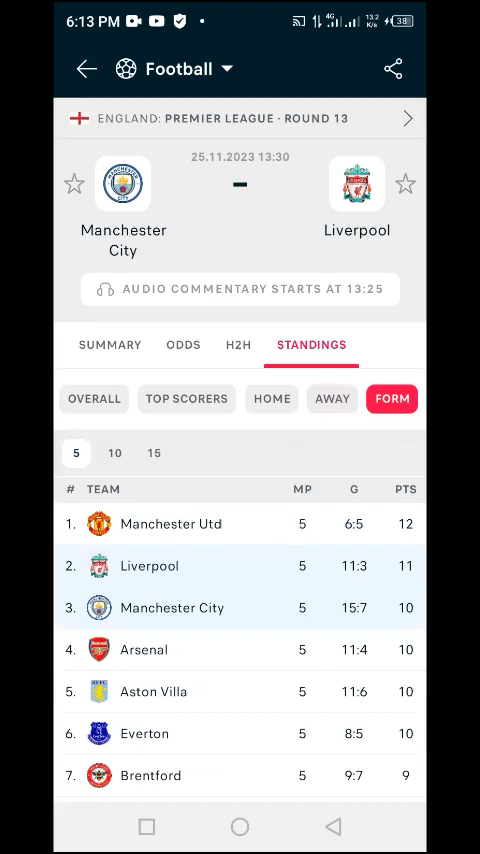 6:13 PM 4G 13.2 K/s 38
Football
ENGLAND: PREMIER LEAGUE · ROUND 13
25.11.2023 13:30
-
Manchester City Liverpool
AUDIO COMMENTARY STARTS AT 13:25
SUMMARY ODDS H2H STANDINGS
OVERALL TOP SCORERS HOME AWAY FORM
5 10 15
# TEAM MP G PTS
1. Manchester Utd 5 6:5 12
2. Liverpool 5 11:3 11
3. Manchester City 5 15:7 10
4. Arsenal 5 11:4 10
5. Aston Villa 5 11:6 10
6. Everton 5 8:5 10
7. Brentford 5 9:7 9